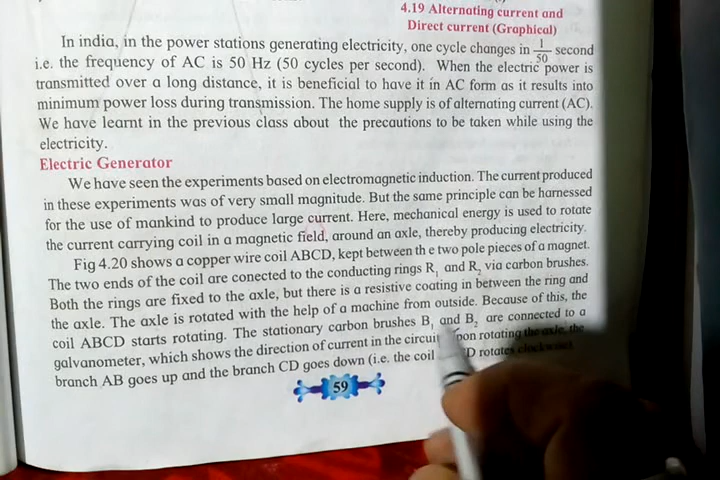 4.19 Alternating current and
Direct current (Graphical)
In india, in the power stations generating electricity, one cycle changes in 1/50 second
i.e. the frequency of AC is 50 Hz (50 cycles per second). When the electric power is
transmitted over a long distance, it is beneficial to have it in AC form as it results into
minimum power loss during transmission. The home supply is of alternating current (AC).
We have learnt in the previous class about the precautions to be taken while using the
electricity.
Electric Generator
We have seen the experiments based on electromagnetic induction. The current produced
in these experiments was of very small magnitude. But the same principle can be harnessed
for the use of mankind to produce large current. Here, mechanical energy is used to rotate
the current carrying coil in a magnetic field, around an axle, thereby producing electricity.
Fig 4.20 shows a copper wire coil ABCD, kept between th e two pole pieces of a magnet.
The two ends of the coil are conected to the conducting rings R1 and R2 via carbon brushes.
Both the rings are fixed to the axle, but there is a resistive coating in between the ring and
the axle. The axle is rotated with the help of a machine from outside. Because of this, the
coil ABCD starts rotating. The stationary carbon brushes B1 and B2 are connected to a
galvanometer, which shows the direction of current in the circuit. pon rotating the axle, the
branch AB goes up and the branch CD goes down (i.e. the coil D rotates clockwise
59